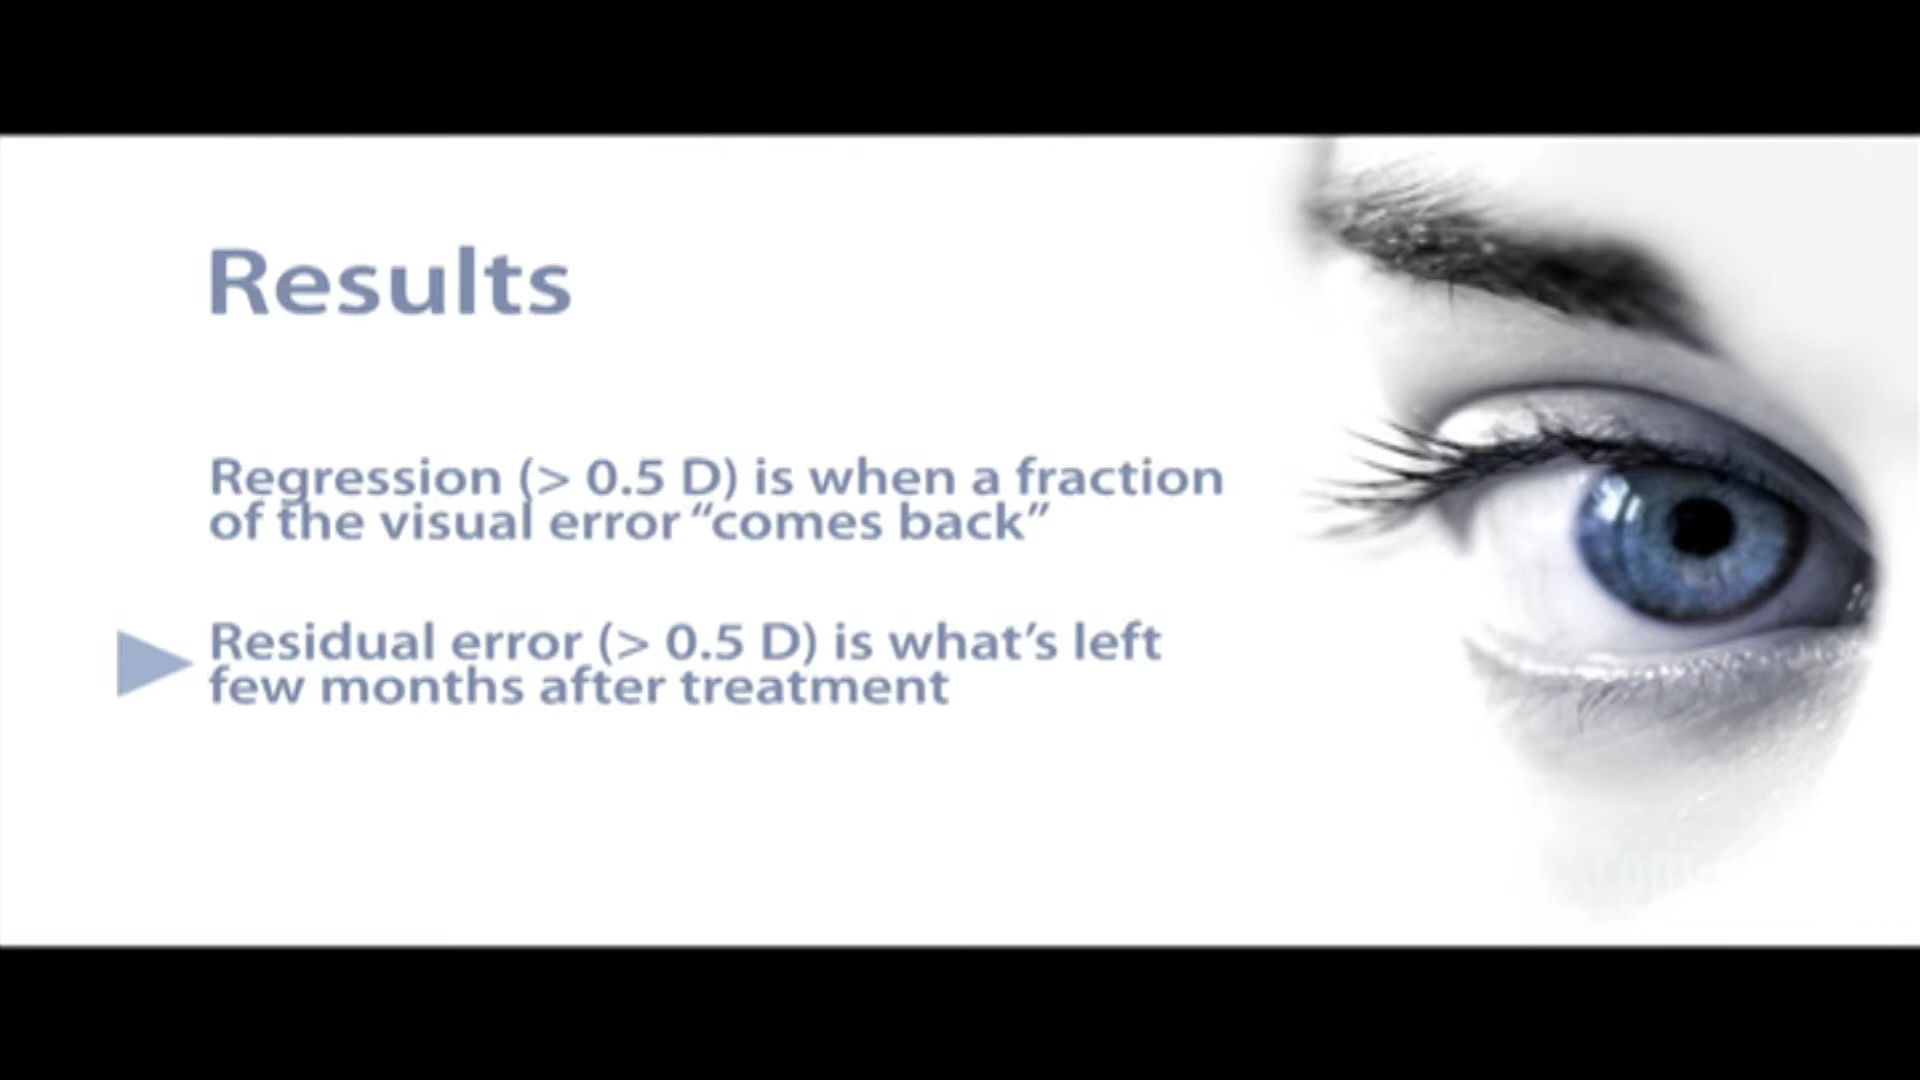 Results
Regression (> 0.5 D) is when a fraction
of the visual error “comes back”
Residual error (> 0.5 D) is what’s left
few months after treatment